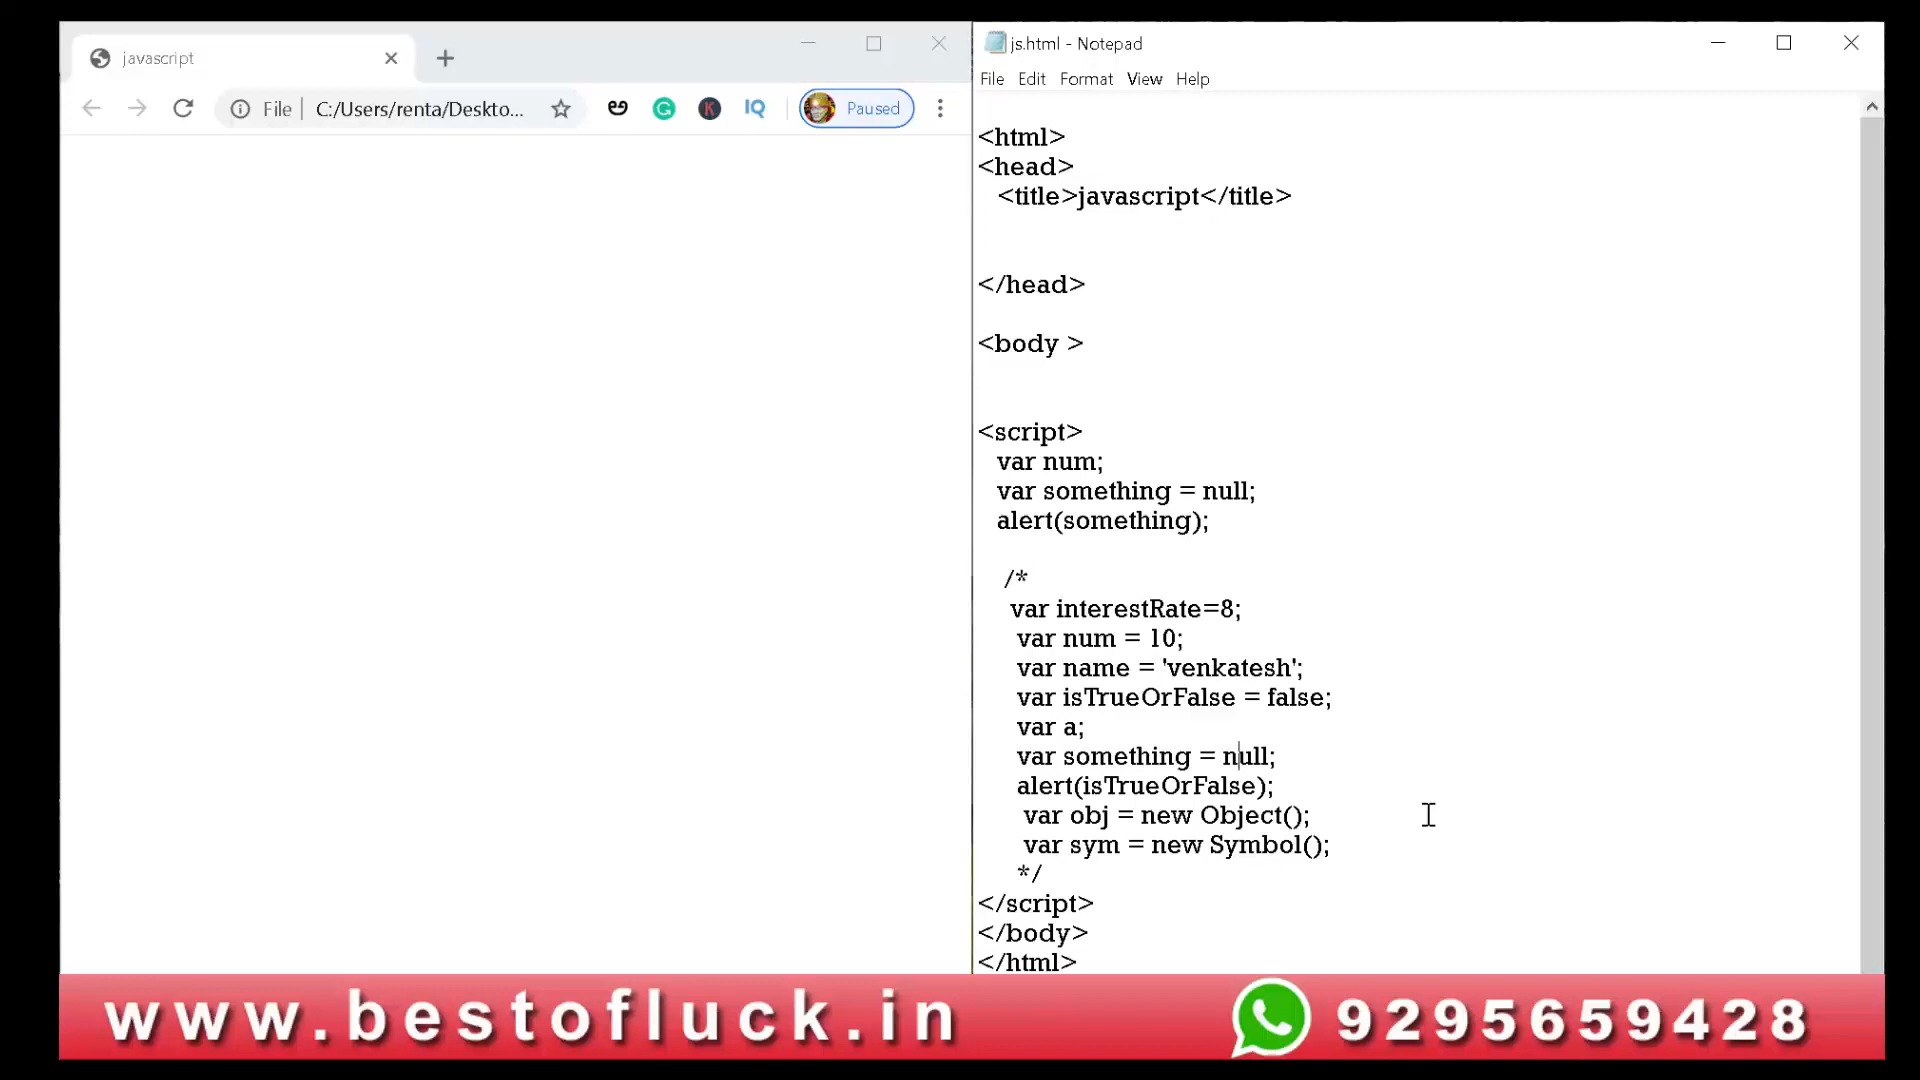 javascript
File
C:/Users/renta/Deskto...
IQ
Paused
js.html - Notepad
File Edit Format View Help
<html>
<head>
<title>javascript</title>
</head>
<body >
<script>
var num;
var something = null;
alert(something);
/*
var interestRate=8;
var num = 10;
var name = 'venkatesh';
var isTrueOrFalse = false;
var a;
var something = null;
alert(isTrueOrFalse);
var obj = new Object();
var sym = new Symbol();
*/
</script>
</body>
</html>
www.bestofluck.in
9295659428